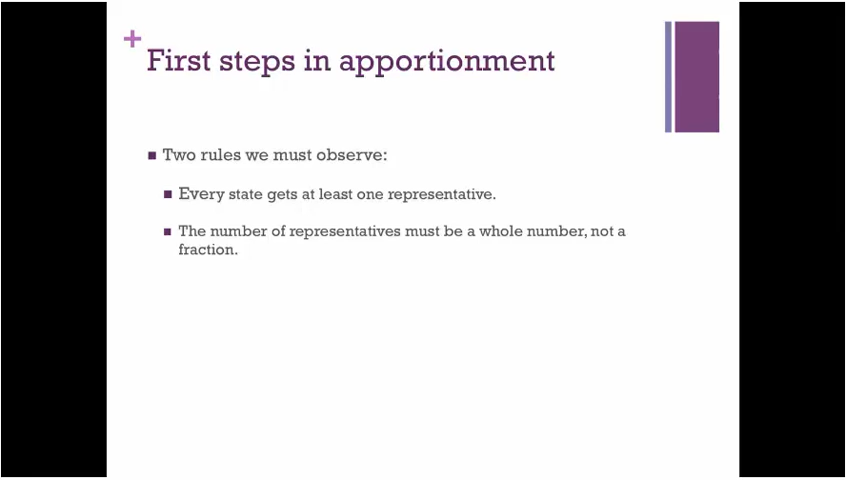 +
First steps in apportionment
Two rules we must observe:
Every state gets at least one representative.
The number of representatives must be a whole number, not a
fraction.